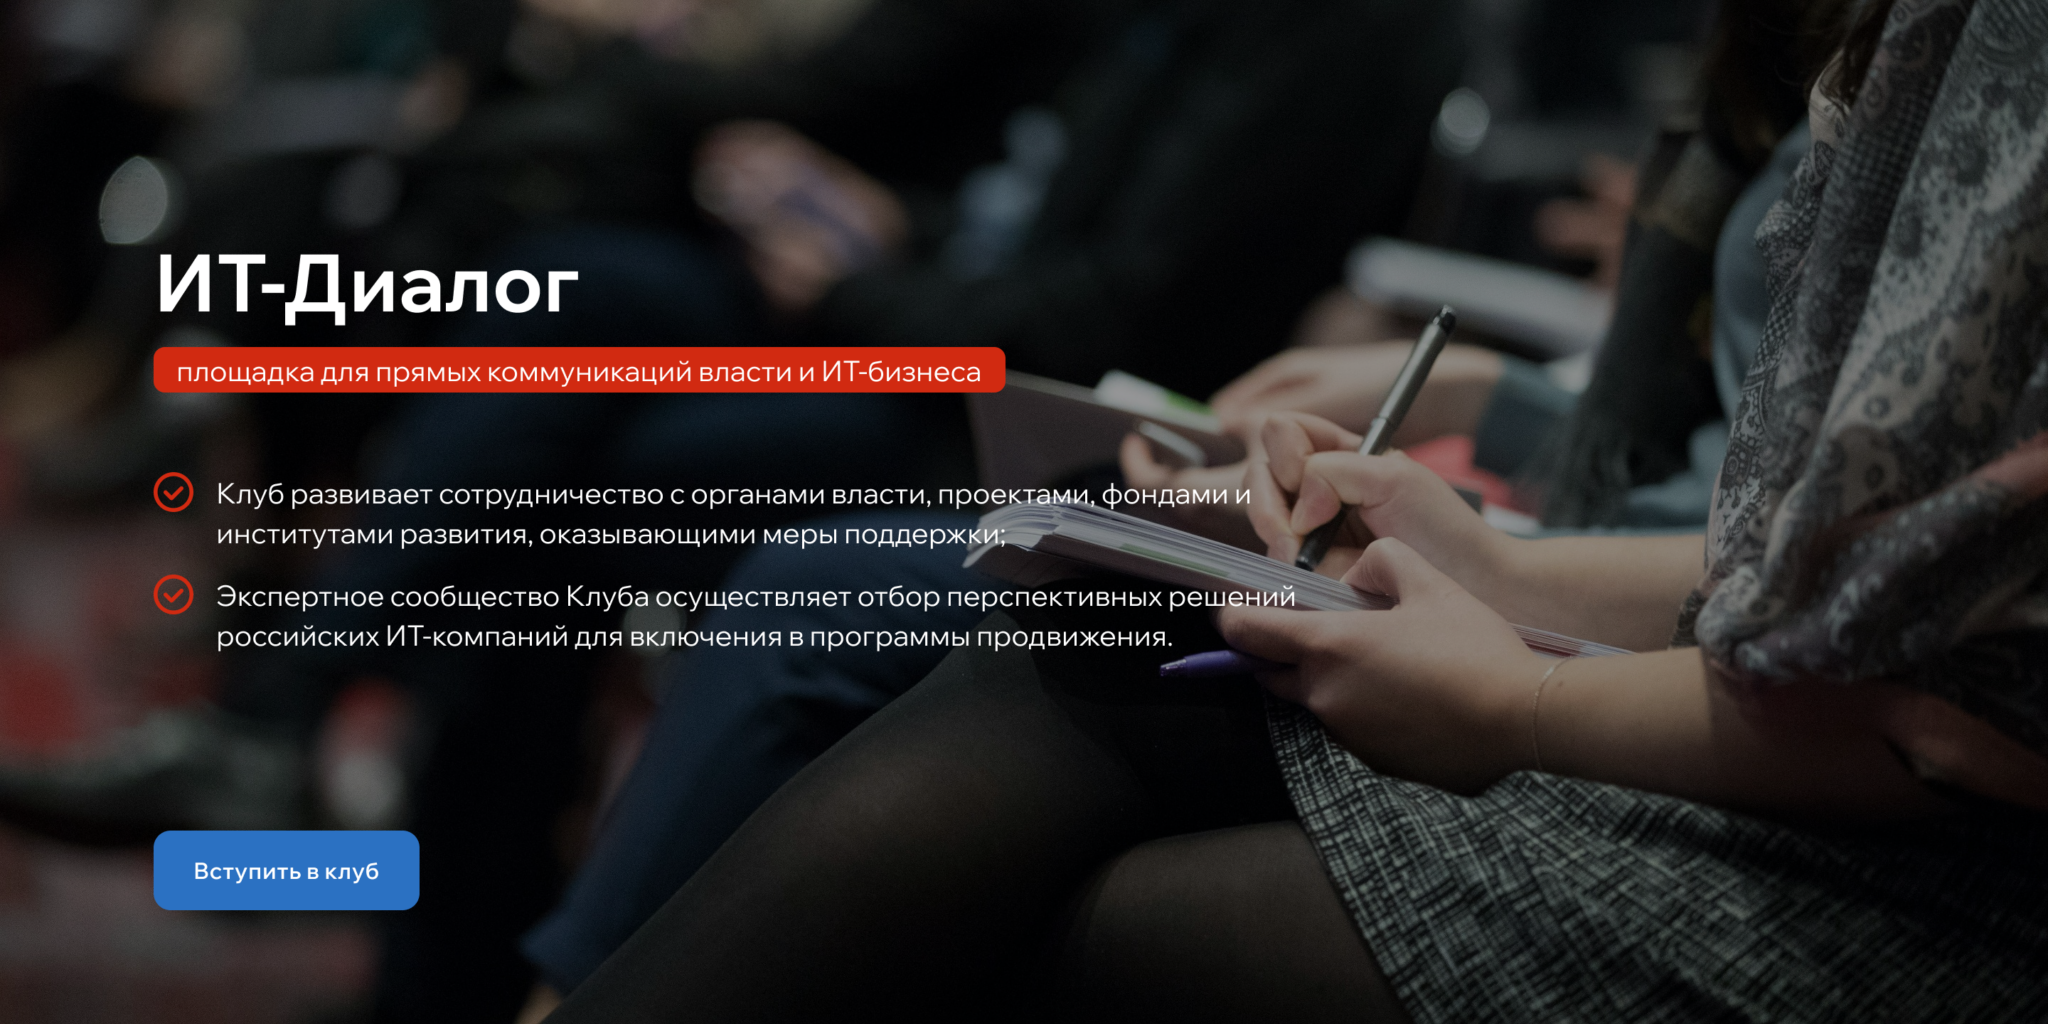 ИТ-Диалог
площадка для прямых коммуникаций власти и ИТ-бизнеса
Клуб развивает сотрудничество с органами власти, проектами, фондами и
институтами развития, оказывающими меры поддержки;
Экспертное сообщество Клуба осуществляет отбор перспективных решений
российских ИТ-компаний для включения в программы продвижения.
Вступить в клуб